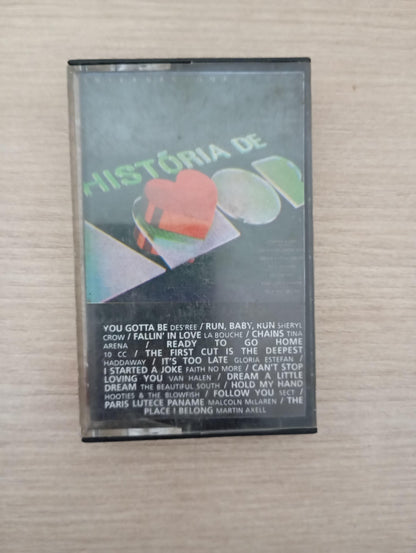 HISTÓRIA DE
AMOR
YOU GOTTA BE DES'REE / RUN, BABY, RUN SHERYL
CROW / FALLIN' IN LOVE LA BOUCHE / CHAINS TINA
ARENA / READY TO GO HOME
10 CC / THE FIRST CUT IS THE DEEPEST
HADDAWAY / IT'S TOO LATE GLORIA ESTEFAN /
I STARTED A JOKE FAITH NO MORE / CAN'T STOP
LOVING YOU VAN HALEN / DREAM A LITTLE
DREAM THE BEAUTIFUL SOUTH / HOLD MY HAND
HOOTIES & THE BLOWFISH / FOLLOW YOU SECT /
PARIS LUTECE PANAME MALCOLM McLAREN / THE
PLACE I BELONG MARTIN AXELL